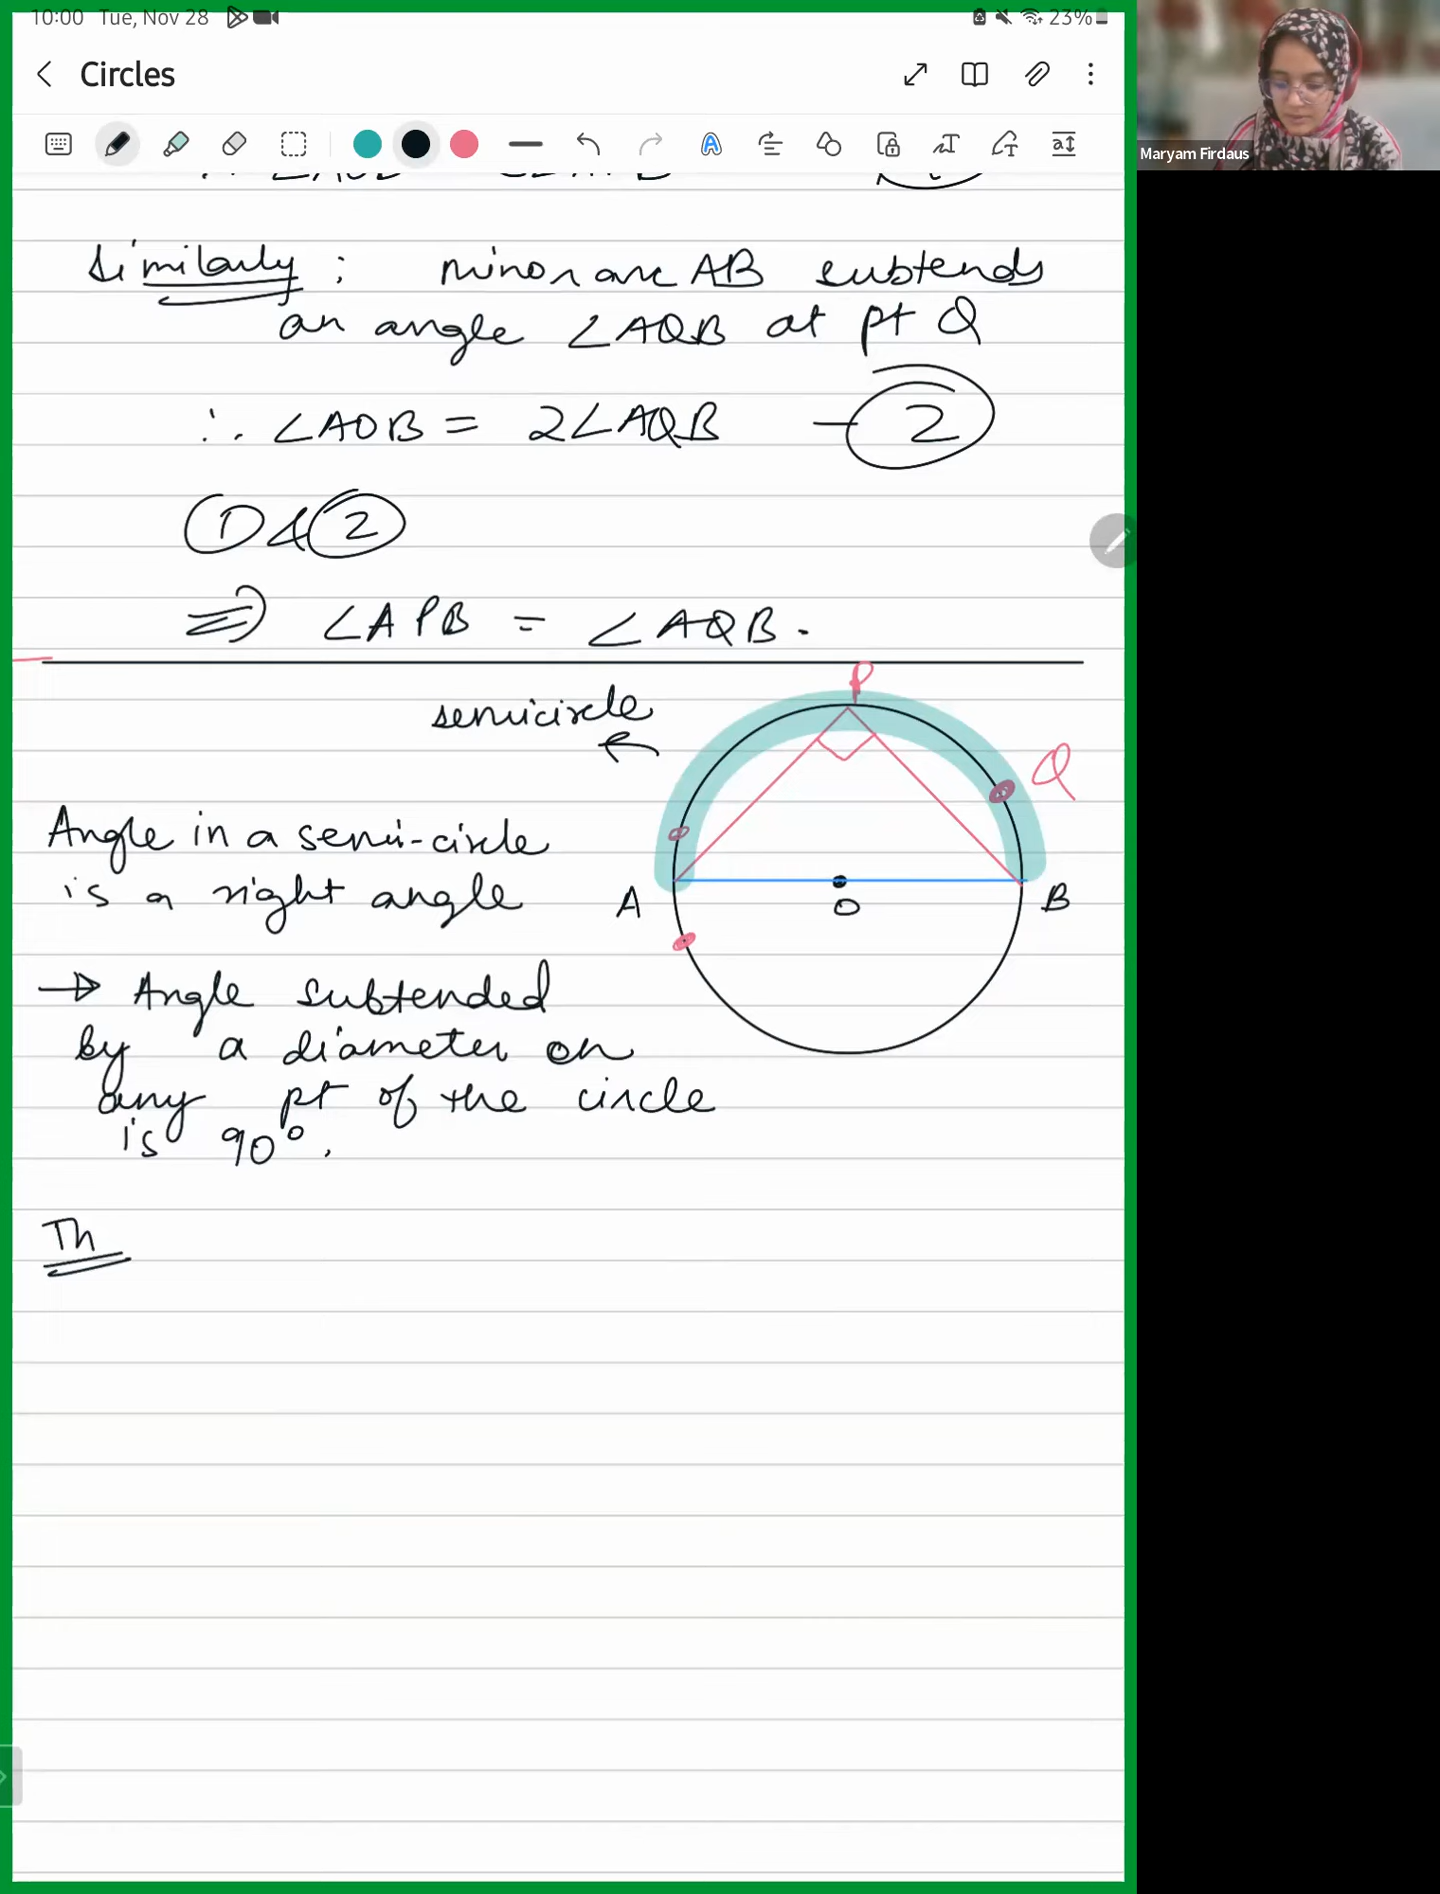 10:00 Tue, Nov 28 23%
Circles
Maryam Firdaus
Similarly : minor arc AB subtends
an angle ∠AQB at pt Q
∴ ∠AOB = 2∠AQB — 2
1 & 2
⇒ ∠APB = ∠AQB.
P
semicircle
←
Q
Angle in a semi-circle
is a right angle
A O B
→ Angle subtended
by a diameter on
any pt of the circle
is 90°.
Th